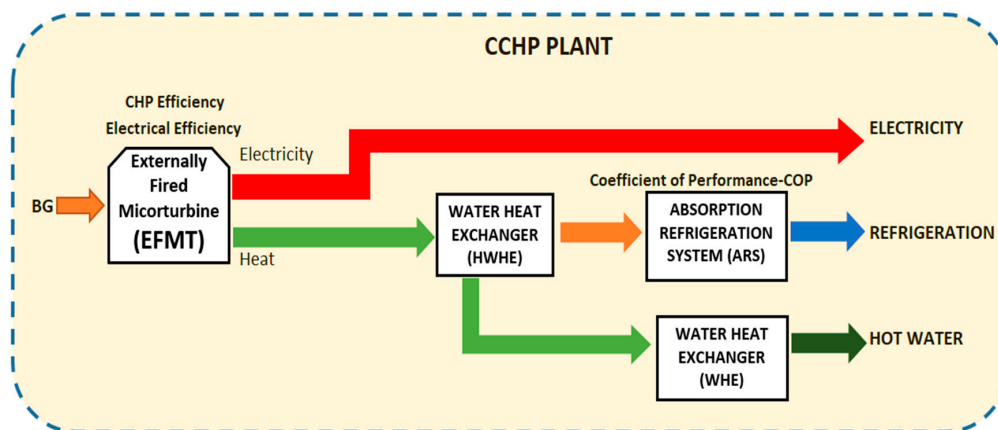 CCHP PLANT
CHP Efficiency
Electrical Efficiency
Externally
Fired
Micorturbine
(EFMT)
BG
Electricity
Heat
ELECTRICITY
WATER HEAT
EXCHANGER
(HWHE)
Coefficient of Performance-COP
ABSORPTION
REFRIGERATION
SYSTEM (ARS)
REFRIGERATION
WATER HEAT
EXCHANGER
(WHE)
HOT WATER